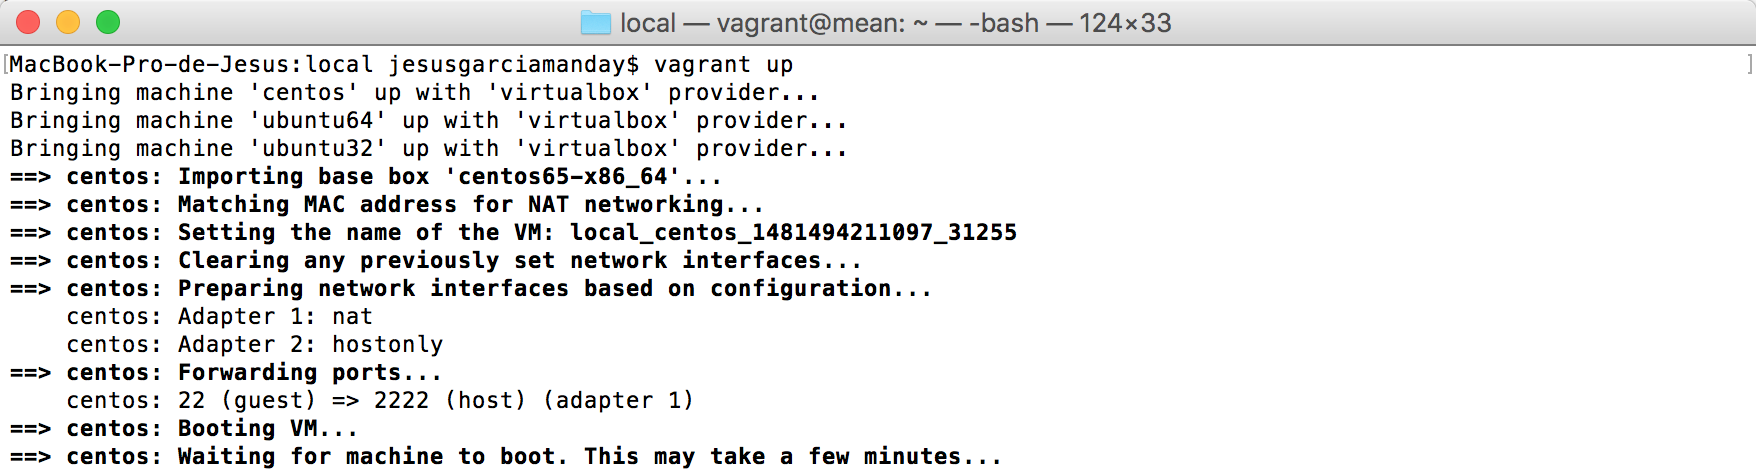 local — vagrant@mean: ~ — -bash — 124×33
[MacBook-Pro-de-Jesus:local jesusgarciamanday$ vagrant up ]
Bringing machine 'centos' up with 'virtualbox' provider...
Bringing machine 'ubuntu64' up with 'virtualbox' provider...
Bringing machine 'ubuntu32' up with 'virtualbox' provider...
==> centos: Importing base box 'centos65-x86_64'...
==> centos: Matching MAC address for NAT networking...
==> centos: Setting the name of the VM: local_centos_1481494211097_31255
==> centos: Clearing any previously set network interfaces...
==> centos: Preparing network interfaces based on configuration...
    centos: Adapter 1: nat
    centos: Adapter 2: hostonly
==> centos: Forwarding ports...
    centos: 22 (guest) => 2222 (host) (adapter 1)
==> centos: Booting VM...
==> centos: Waiting for machine to boot. This may take a few minutes...